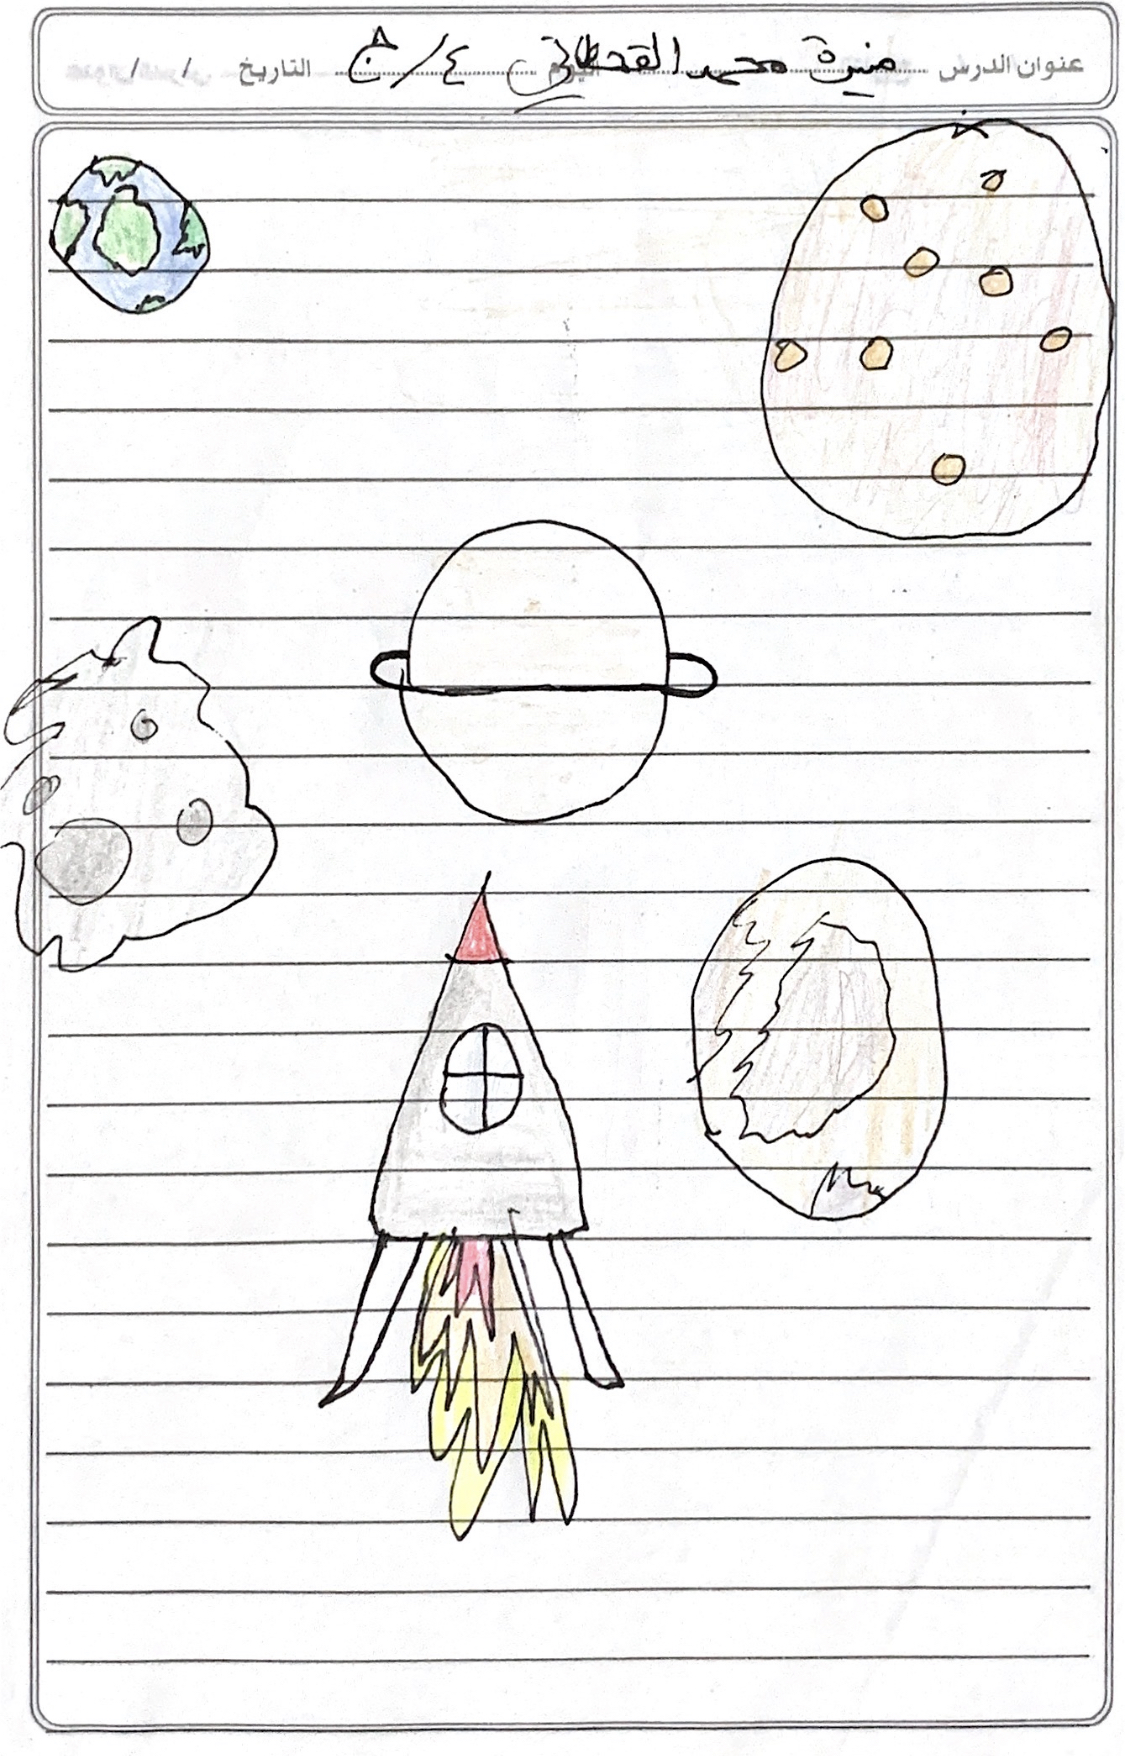 عنوان الدرس منيرة محمد القحطاني ٤/ج التاريخ \ \